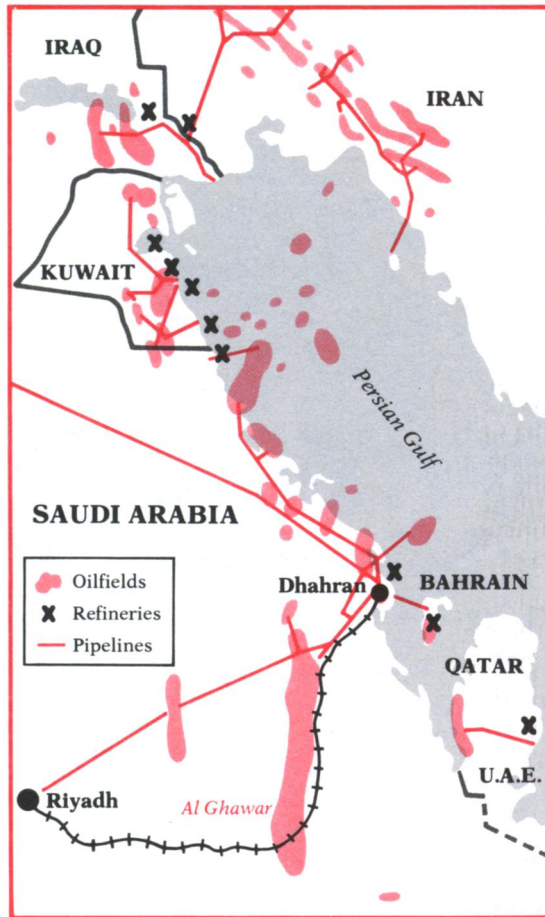 IRAQ
IRAN
KUWAIT
Persian Gulf
SAUDI ARABIA
Oilfields
Refineries
Pipelines
Dhahran
BAHRAIN
QATAR
U.A.E.
Riyadh
Al Ghawar